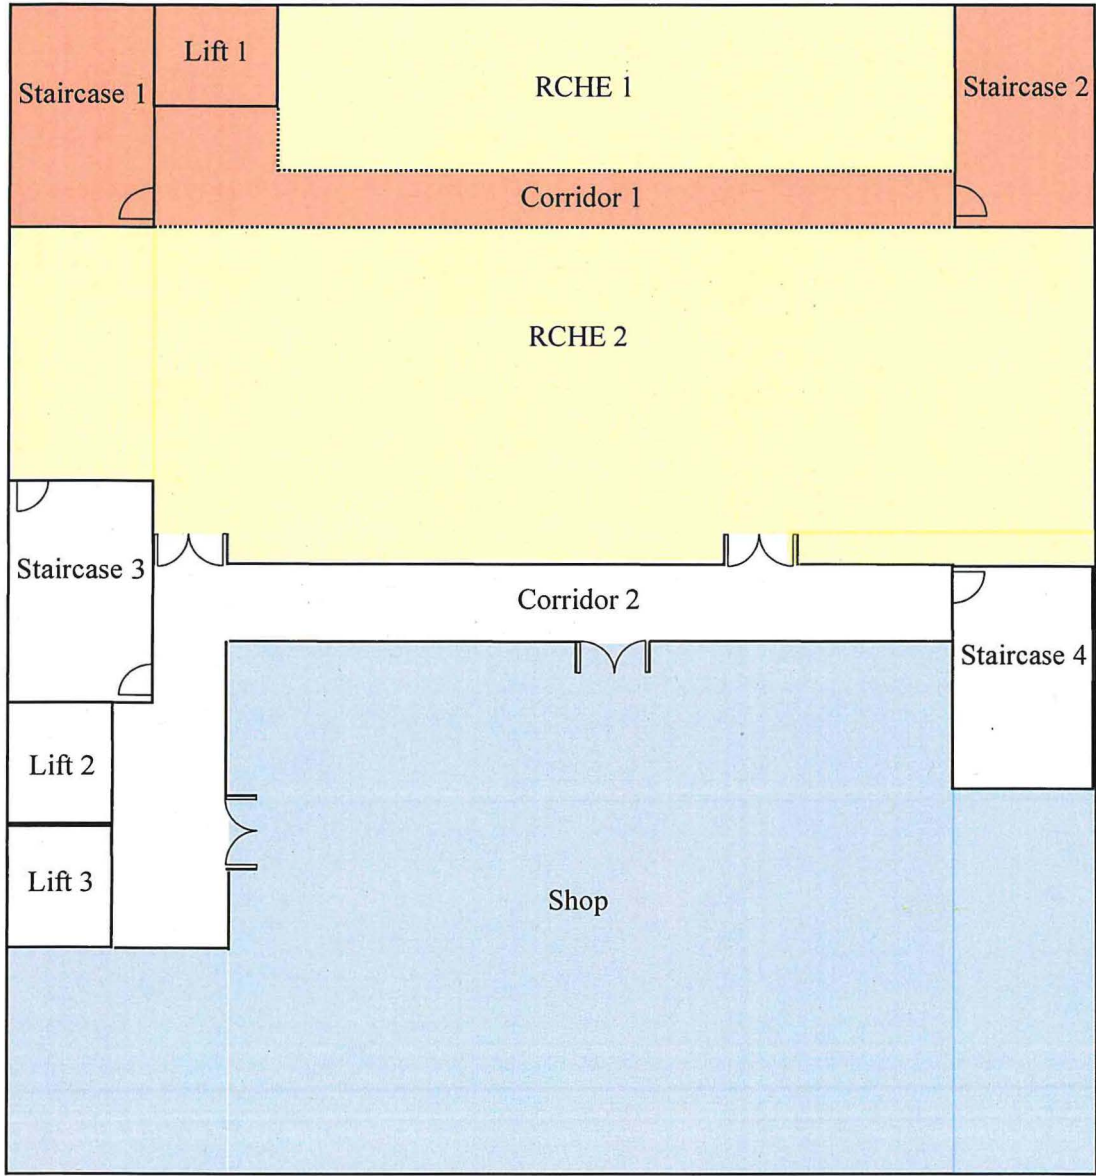 Lift 1
Staircase 1
RCHE 1
Staircase 2
Corridor 1
RCHE 2
Staircase 3
Corridor 2
Staircase 4
Lift 2
Lift 3
Shop